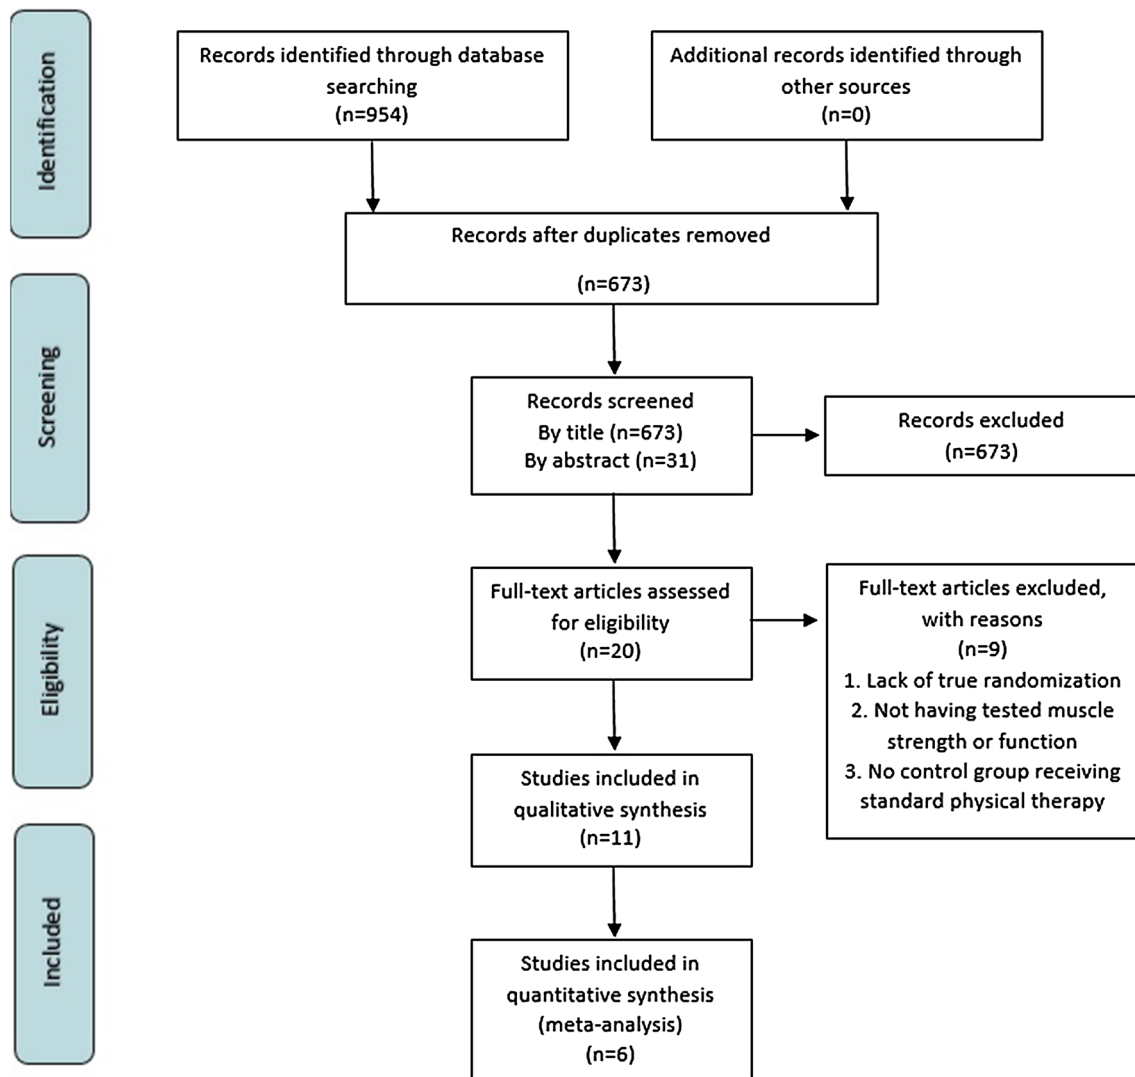 Identification
Records identified through database
searching
(n=954)
Additional records identified through
other sources
(n=0)
Records after duplicates removed
(n=673)
Screening
Records screened
By title (n=673)
By abstract (n=31)
Records excluded
(n=673)
Eligibility
Full-text articles assessed
for eligibility
(n=20)
Full-text articles excluded,
with reasons
(n=9)
1. Lack of true randomization
2. Not having tested muscle
strength or function
3. No control group receiving
standard physical therapy
Studies included in
qualitative synthesis
(n=11)
Included
Studies included in
quantitative synthesis
(meta-analysis)
(n=6)